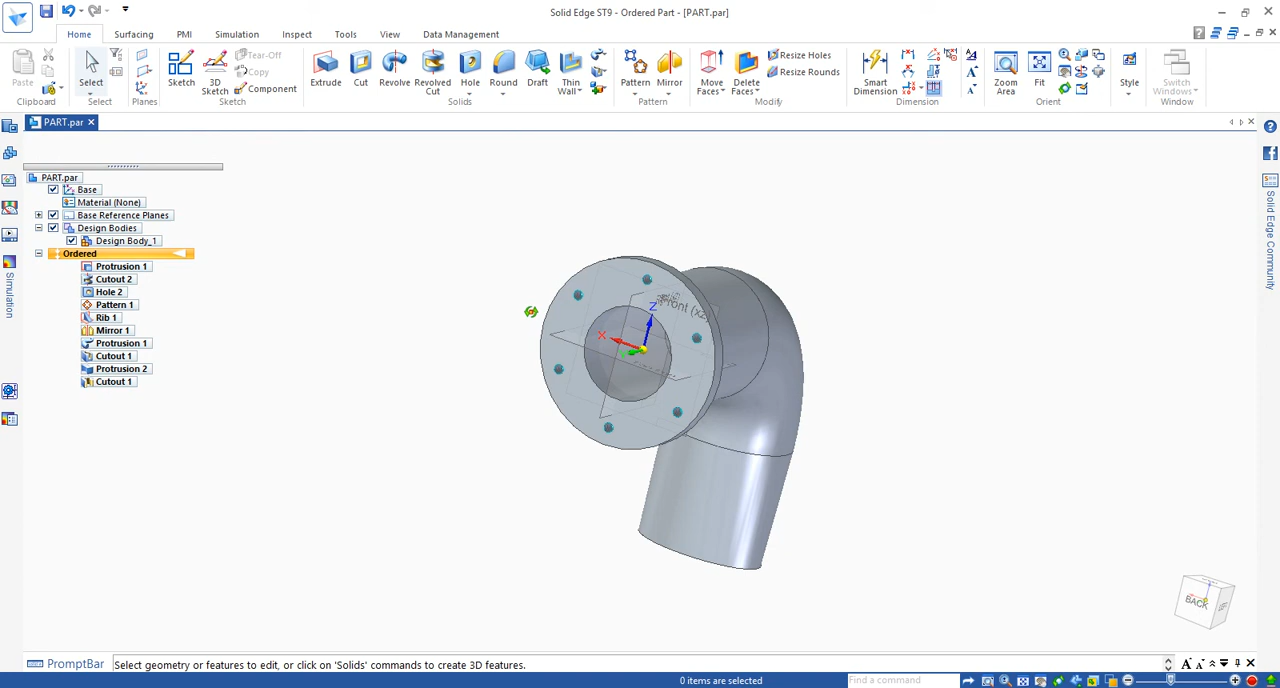 Solid Edge ST9 - Ordered Part - [PART.par]
Home Surfacing PMI Simulation Inspect Tools View Data Management
Paste
Clipboard
Select
Select
Planes
Sketch
3D Sketch
Tear-Off
Copy
Component
Sketch
Extrude
Cut
Revolve
Revolved Cut
Hole
Round
Draft
Thin Wall
Solids
Pattern
Mirror
Pattern
Move Faces
Delete Faces
Resize Holes
Resize Rounds
Modify
Smart Dimension
Dimension
Zoom Area
Fit
Orient
Style
Switch Windows
Window
PART.par
PART.par
Base
Material (None)
Base Reference Planes
Design Bodies
Design Body_1
Ordered
Protrusion 1
Cutout 2
Hole 2
Pattern 1
Rib 1
Mirror 1
Protrusion 1
Cutout 1
Protrusion 2
Cutout 1
Simulation
Solid Edge Community
Front (xz)
Z
X
BACK
PromptBar
Select geometry or features to edit, or click on 'Solids' commands to create 3D features.
0 items are selected
Find a command